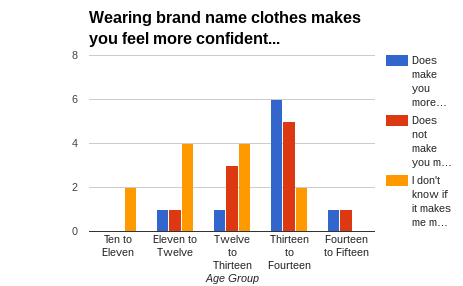 Wearing brand name clothes makes
you feel more confident...
8
6
4
2
0
Does
make
you
more...
Does
not
make
you m...
I don't
know if
it makes
me m...
Ten to
Eleven
Eleven to
Twelve
Twelve
to
Thirteen
Thirteen
to
Fourteen
Fourteen
to Fifteen
Age Group